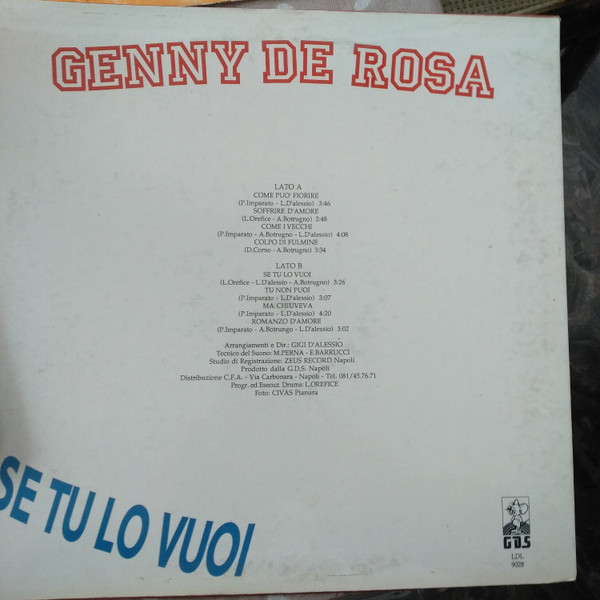 GENNY DE ROSA
LATO A
COME PUO' FIORIRE
(P.Imparato - L.D'alessio) 3:46
SOFFRIRE D'AMORE
(L.Orefice - A.Botrugno) 2:48
COME I VECCHI
(P.Imparato - A.Botrugno - L.D'alessio) 4:08
COLPO DI FULMINE
(D.Corno - A.Botrugno) 3:34
LATO B
SE TU LO VUOI
(L.Orefice - L.D'alessio - A.Botrugno) 3:26
TU NON PUOI
(P.Imparato - L.D'alessio) 3:07
MA CHIUVEVA
(P.Imparato - L.D'alessio) 4:20
ROMANZO D'AMORE
(P.Imparato - A.Botrungo - L.D'alessio) 3:02
Arrangiamenti e Dir.: GIGI D'ALESSIO
Tecnico del Suono: M.PERNA - E.BARRUCCI
Studio di Registrazione: ZEUS RECORD Napoli
Prodotto dalla G.D.S. Napoli
Distribuzione C.F.A. - Via Carbonara - Napoli - Tel. 081/45.76.71
Progr. ed Esecuz. Drums: L.OREFICE
Foto: CIVAS Pianura
SE TU LO VUOI
GDS
LDL
9028